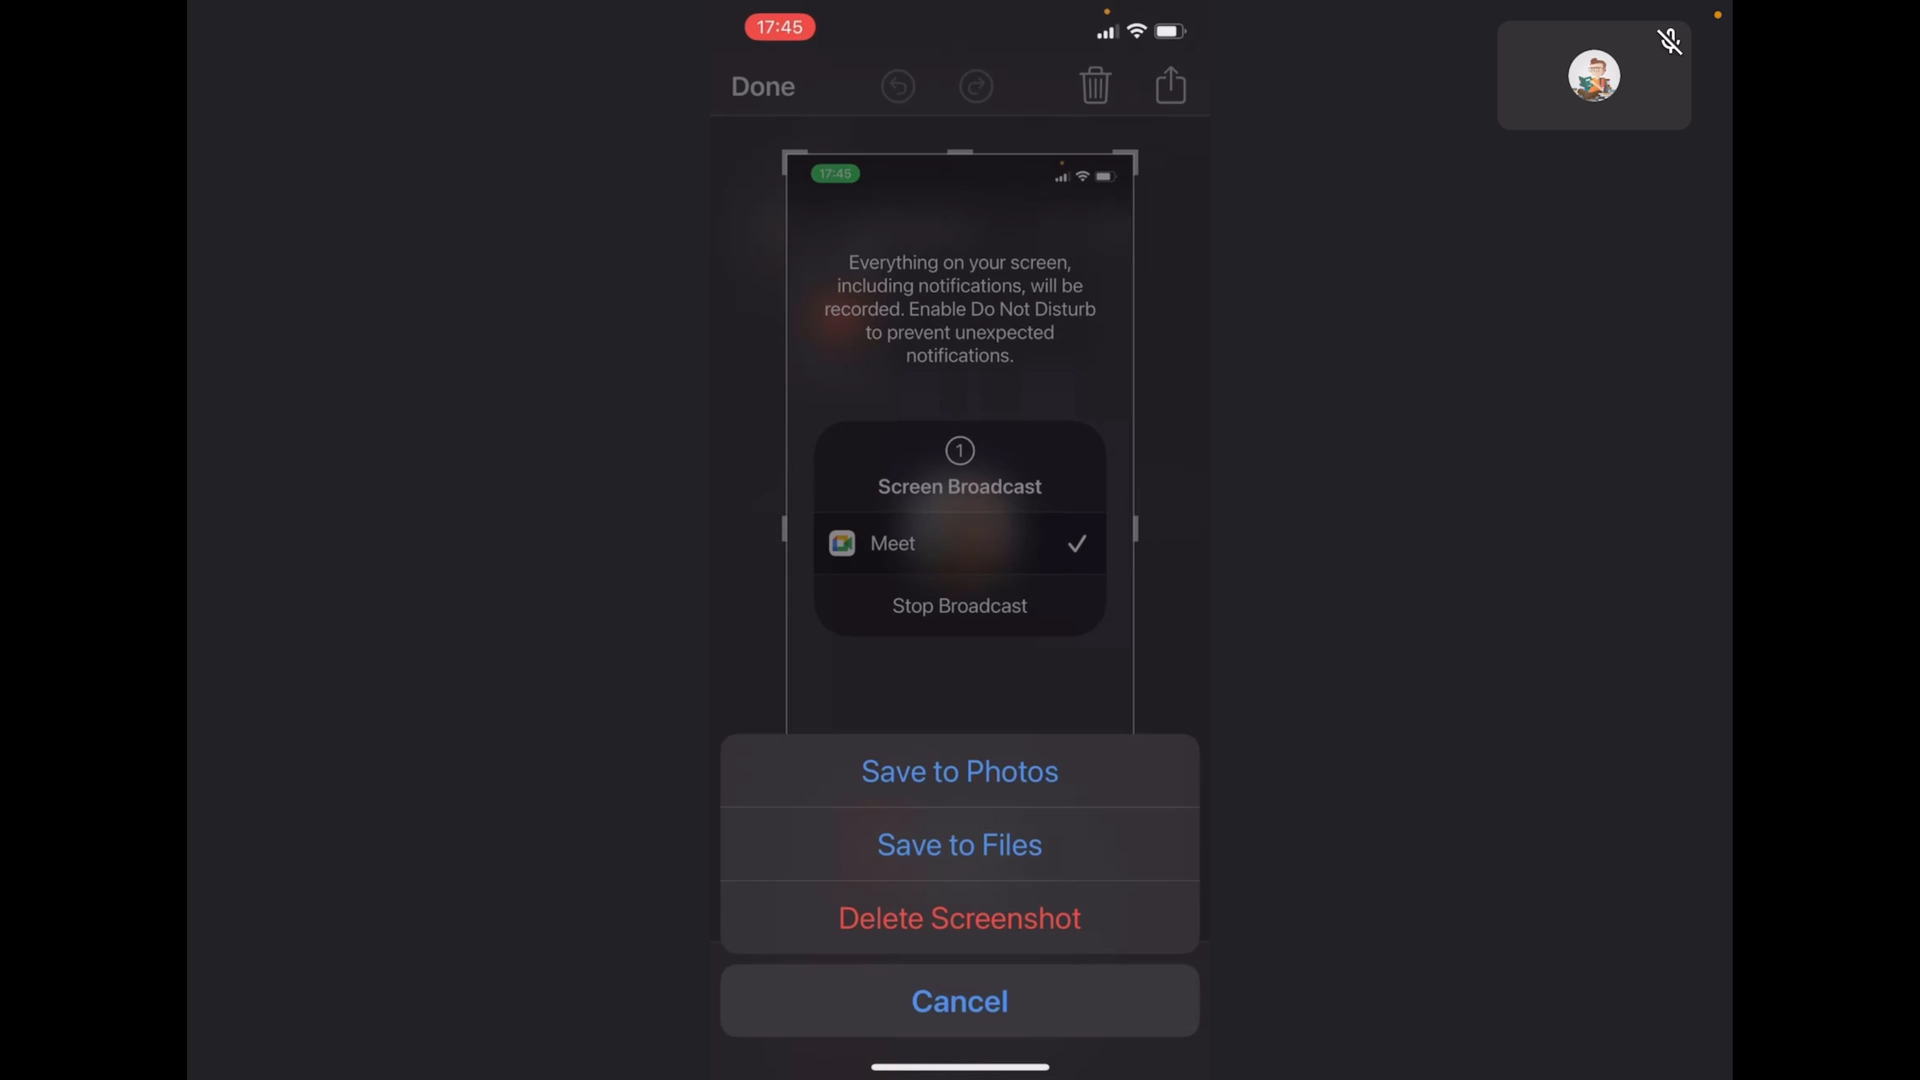 17:45
Done
17:45
Everything on your screen,
including notifications, will be
recorded. Enable Do Not Disturb
to prevent unexpected
notifications.
1
Screen Broadcast
Meet
Stop Broadcast
Save to Photos
Save to Files
Delete Screenshot
Cancel